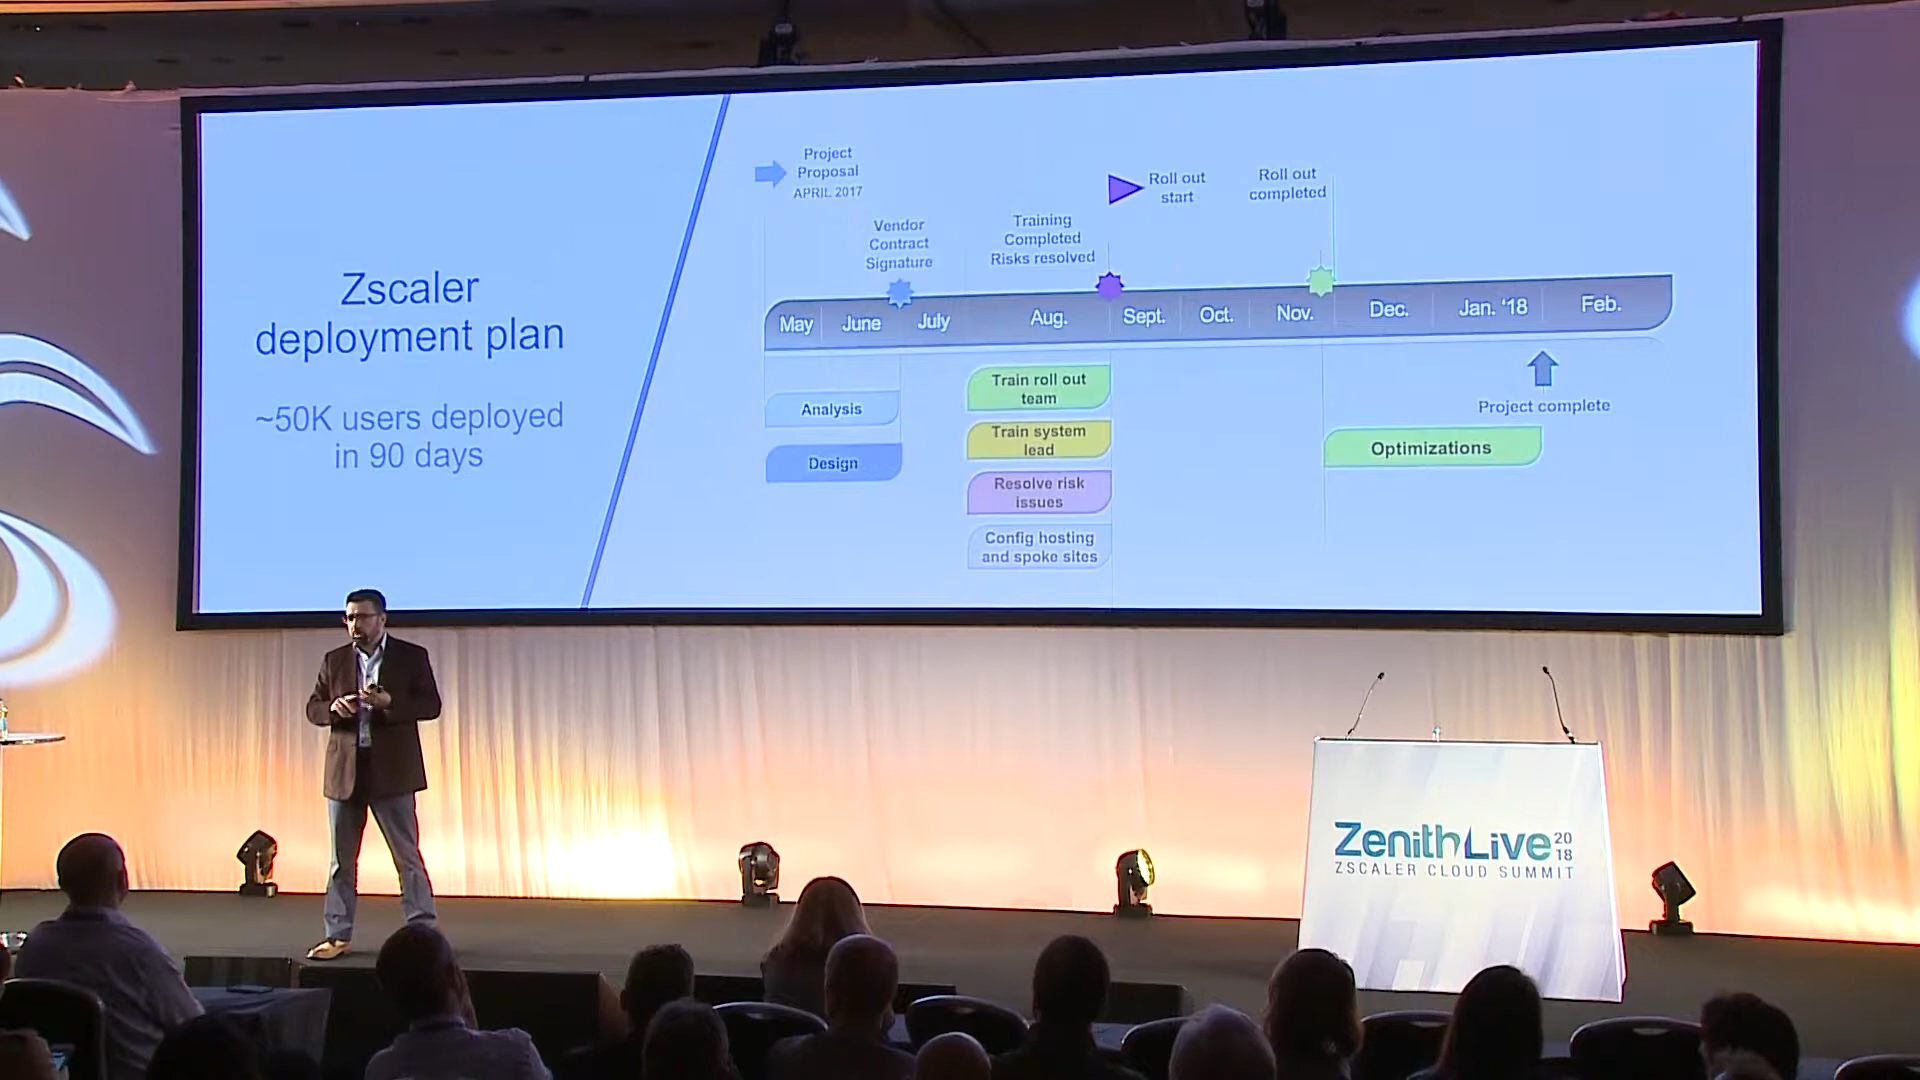 Zscaler
deployment plan
~50K users deployed
in 90 days
Project
Proposal
APRIL 2017
Vendor
Contract
Signature
Training
Completed
Risks resolved
Roll out
start
Roll out
completed
May
June
July
Aug.
Sept.
Oct.
Nov.
Dec.
Jan. ‘18
Feb.
Analysis
Design
Train roll out
team
Train system
lead
Resolve risk
issues
Config hosting
and spoke sites
Project complete
Optimizations
ZenithLive 2018
ZSCALER CLOUD SUMMIT